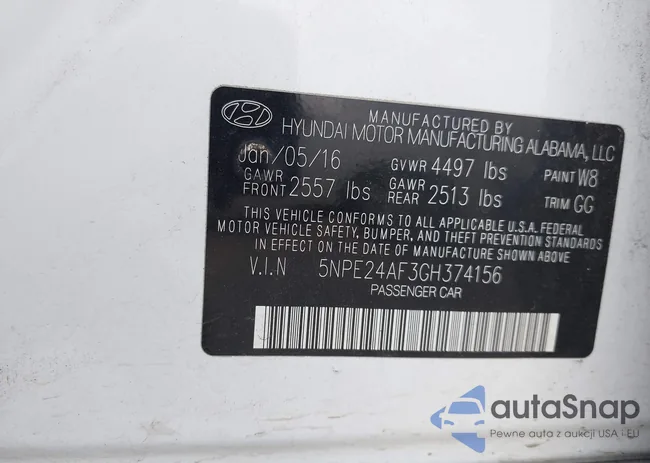 MANUFACTURED BY
HYUNDAI MOTOR MANUFACTURING ALABAMA, LLC
Jan/05/16 GVWR 4497 lbs PAINT W8
GAWR FRONT 2557 lbs GAWR REAR 2513 lbs TRIM GG
THIS VEHICLE CONFORMS TO ALL APPLICABLE U.S.A. FEDERAL
MOTOR VEHICLE SAFETY, BUMPER, AND THEFT PREVENTION STANDARDS
IN EFFECT ON THE DATE OF MANUFACTURE SHOWN ABOVE
V.I.N 5NPE24AF3GH374156
PASSENGER CAR
autaSnap
Pewne auta z aukcji USA i EU